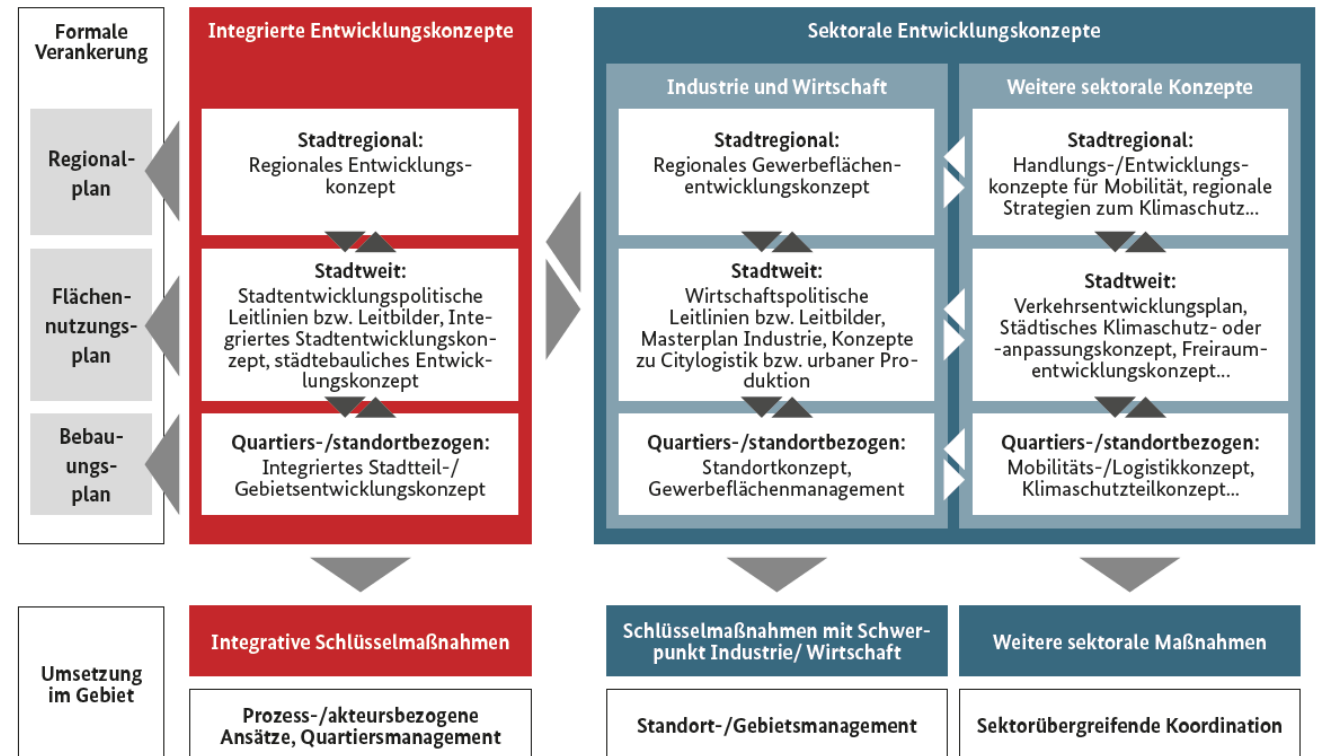 Formale
Verankerung
Integrierte Entwicklungskonzepte
Sektorale Entwicklungskonzepte
Industrie und Wirtschaft
Weitere sektorale Konzepte
Regional-
plan
Stadtregional:
Regionales Entwicklungs-
konzept
Stadtregional:
Regionales Gewerbeflächen-
entwicklungskonzept
Stadtregional:
Handlungs-/Entwicklungs-
konzepte für Mobilität, regionale
Strategien zum Klimaschutz...
Flächen-
nutzungs-
plan
Stadtweit:
Stadtentwicklungspolitische
Leitlinien bzw. Leitbilder, Inte-
griertes Stadtentwicklungskon-
zept, städtebauliches Entwick-
lungskonzept
Stadtweit:
Wirtschaftspolitische
Leitlinien bzw. Leitbilder,
Masterplan Industrie, Konzepte
zu Citylogistik bzw. urbaner Pro-
duktion
Stadtweit:
Verkehrsentwicklungsplan,
Städtisches Klimaschutz- oder
-anpassungskonzept, Freiraum-
entwicklungskonzept...
Bebau-
ungs-
plan
Quartiers-/standortbezogen:
Integriertes Stadtteil-/
Gebietsentwicklungskonzept
Quartiers-/standortbezogen:
Standortkonzept,
Gewerbeflächenmanagement
Quartiers-/standortbezogen:
Mobilitäts-/Logistikkonzept,
Klimaschutzteilkonzept...
Umsetzung
im Gebiet
Integrative Schlüsselmaßnahmen
Schlüsselmaßnahmen mit Schwer-
punkt Industrie/ Wirtschaft
Weitere sektorale Maßnahmen
Prozess-/akteursbezogene
Ansätze, Quartiersmanagement
Standort-/Gebietsmanagement
Sektorübergreifende Koordination